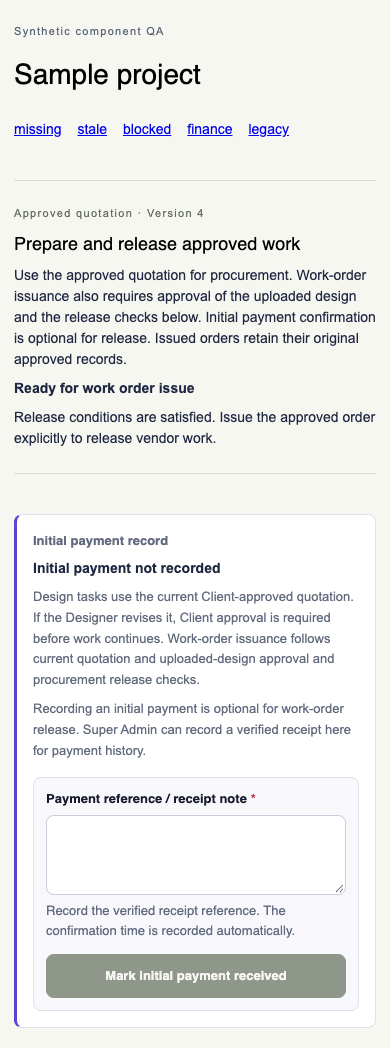 Synthetic component QA
Sample project
missing stale blocked finance legacy
Approved quotation · Version 4
Prepare and release approved work
Use the approved quotation for procurement. Work-order
issuance also requires approval of the uploaded design
and the release checks below. Initial payment confirmation
is optional for release. Issued orders retain their original
approved records.
Ready for work order issue
Release conditions are satisfied. Issue the approved order
explicitly to release vendor work.
Initial payment record
Initial payment not recorded
Design tasks use the current Client-approved quotation.
If the Designer revises it, Client approval is required
before work continues. Work-order issuance follows
current quotation and uploaded-design approval and
procurement release checks.
Recording an initial payment is optional for work-order
release. Super Admin can record a verified receipt here
for payment history.
Payment reference / receipt note *
Record the verified receipt reference. The
confirmation time is recorded automatically.
Mark initial payment received